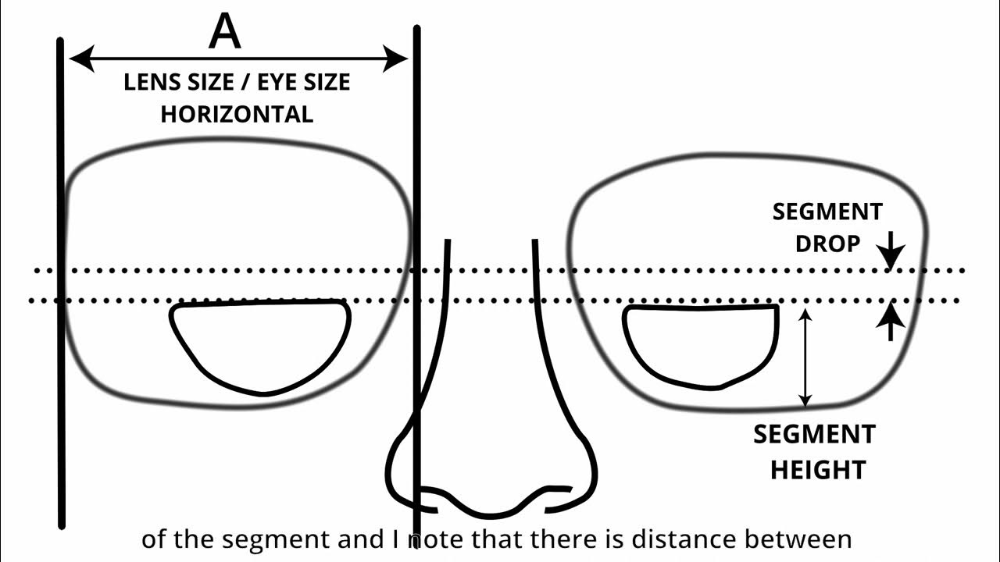 A
LENS SIZE / EYE SIZE
HORIZONTAL
SEGMENT
DROP
SEGMENT
HEIGHT
of the segment and I note that there is distance between